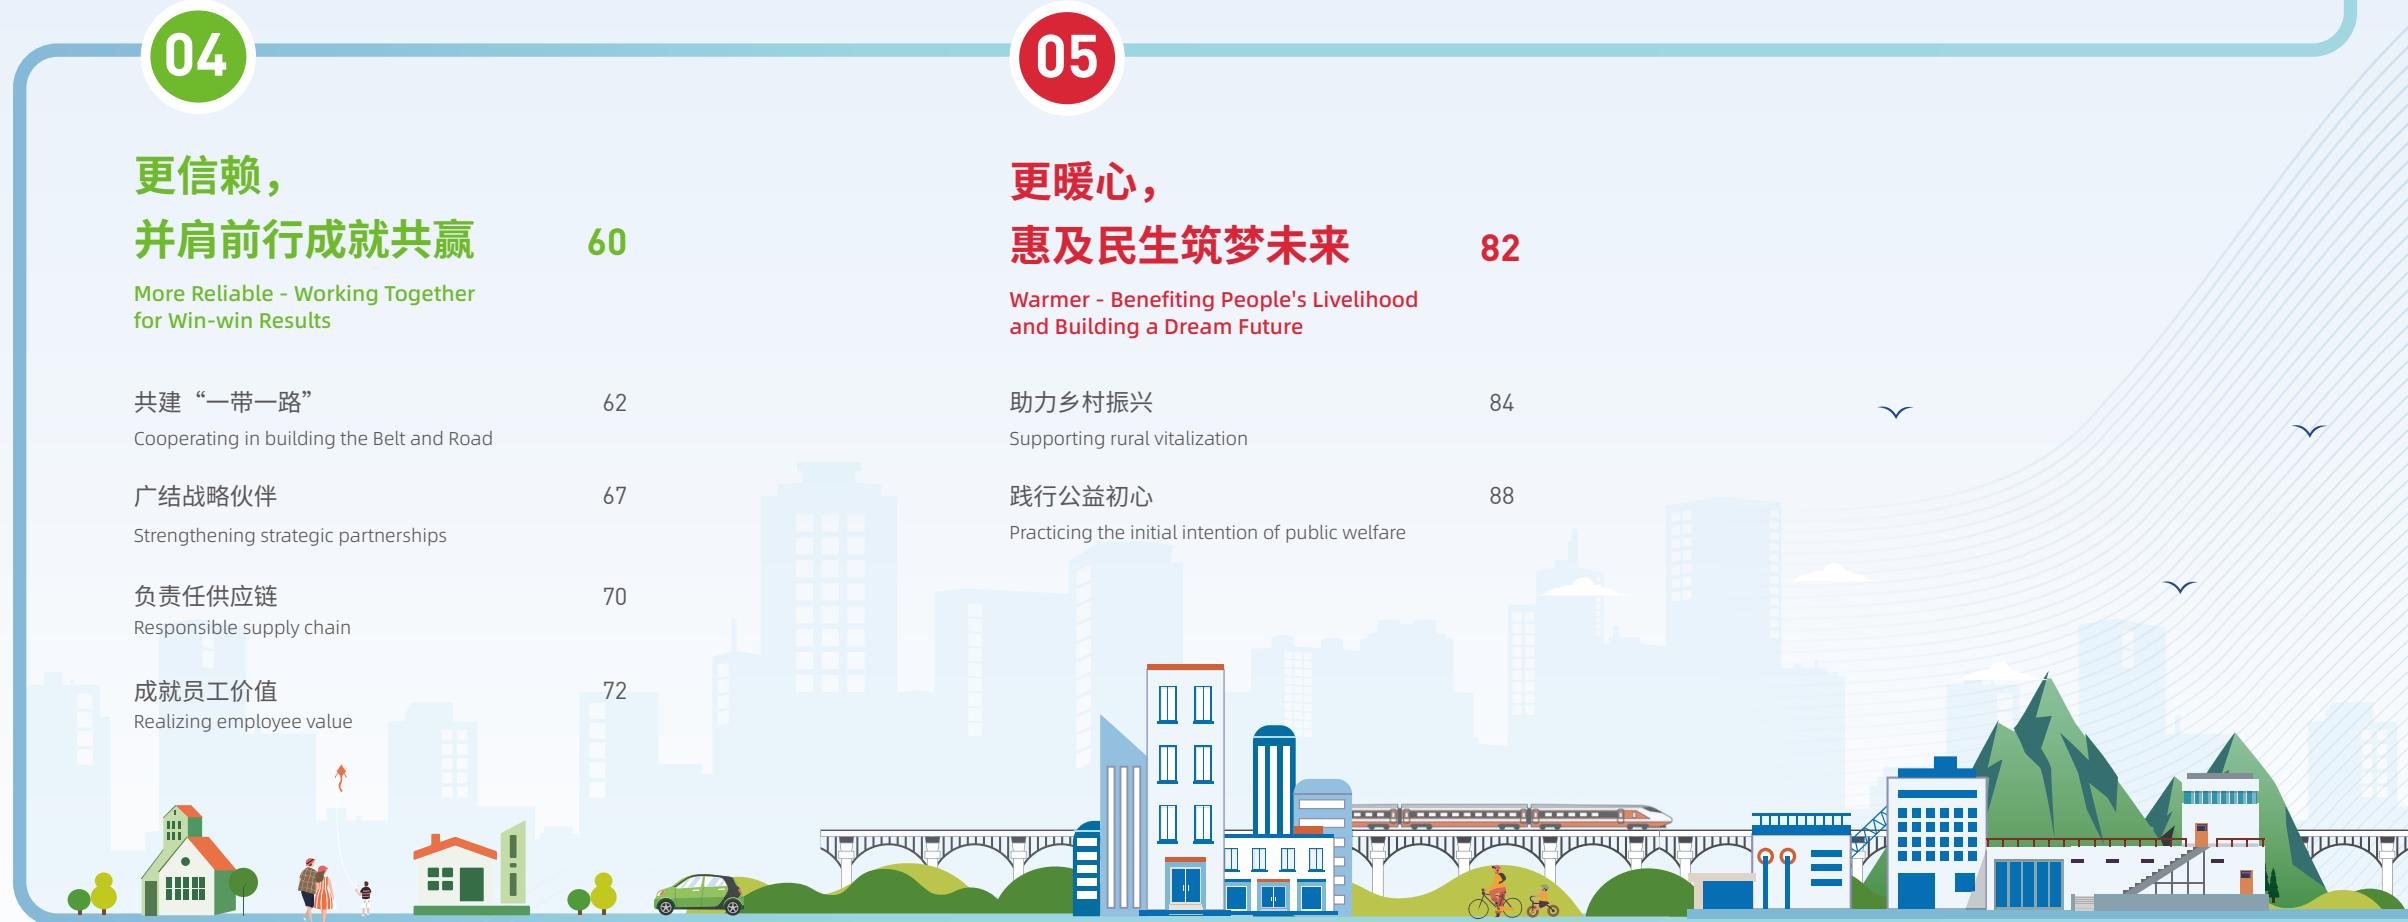 04
更信赖，
并肩前行成就共赢 60
More Reliable - Working Together
for Win-win Results
共建“一带一路” 62
Cooperating in building the Belt and Road
广结战略伙伴 67
Strengthening strategic partnerships
负责任供应链 70
Responsible supply chain
成就员工价值 72
Realizing employee value
05
更暖心，
惠及民生筑梦未来 82
Warmer - Benefiting People's Livelihood
and Building a Dream Future
助力乡村振兴 84
Supporting rural vitalization
践行公益初心 88
Practicing the initial intention of public welfare